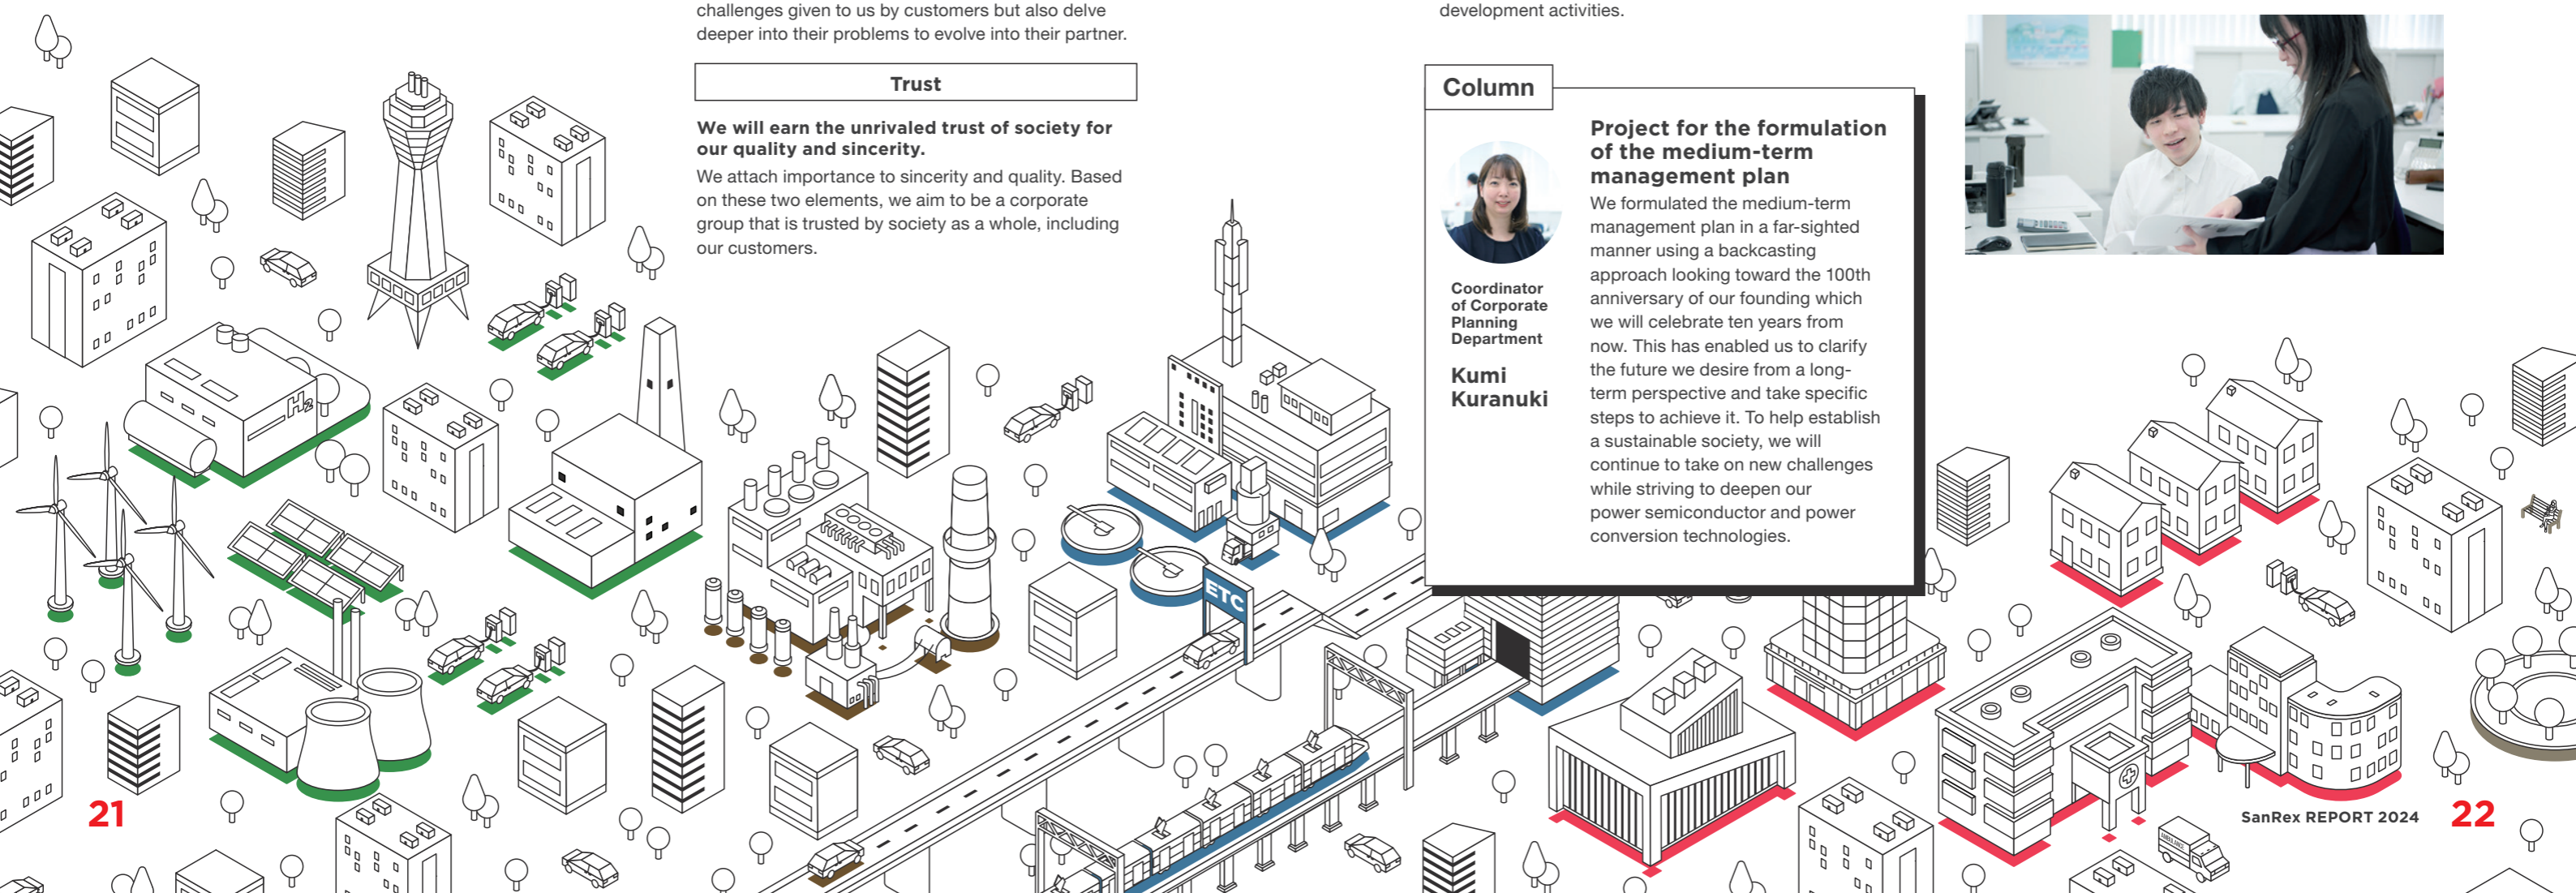 challenges given to us by customers but also delve
deeper into their problems to evolve into their partner.
Trust
We will earn the unrivaled trust of society for
our quality and sincerity.
We attach importance to sincerity and quality. Based
on these two elements, we aim to be a corporate
group that is trusted by society as a whole, including
our customers.
development activities.
Column
Coordinator
of Corporate
Planning
Department
Kumi
Kuranuki
Project for the formulation
of the medium-term
management plan
We formulated the medium-term
management plan in a far-sighted
manner using a backcasting
approach looking toward the 100th
anniversary of our founding which
we will celebrate ten years from
now. This has enabled us to clarify
the future we desire from a long-
term perspective and take specific
steps to achieve it. To help establish
a sustainable society, we will
continue to take on new challenges
while striving to deepen our
power semiconductor and power
conversion technologies.
H2
ETC
AMBULANCE
21
SanRex REPORT 2024
22